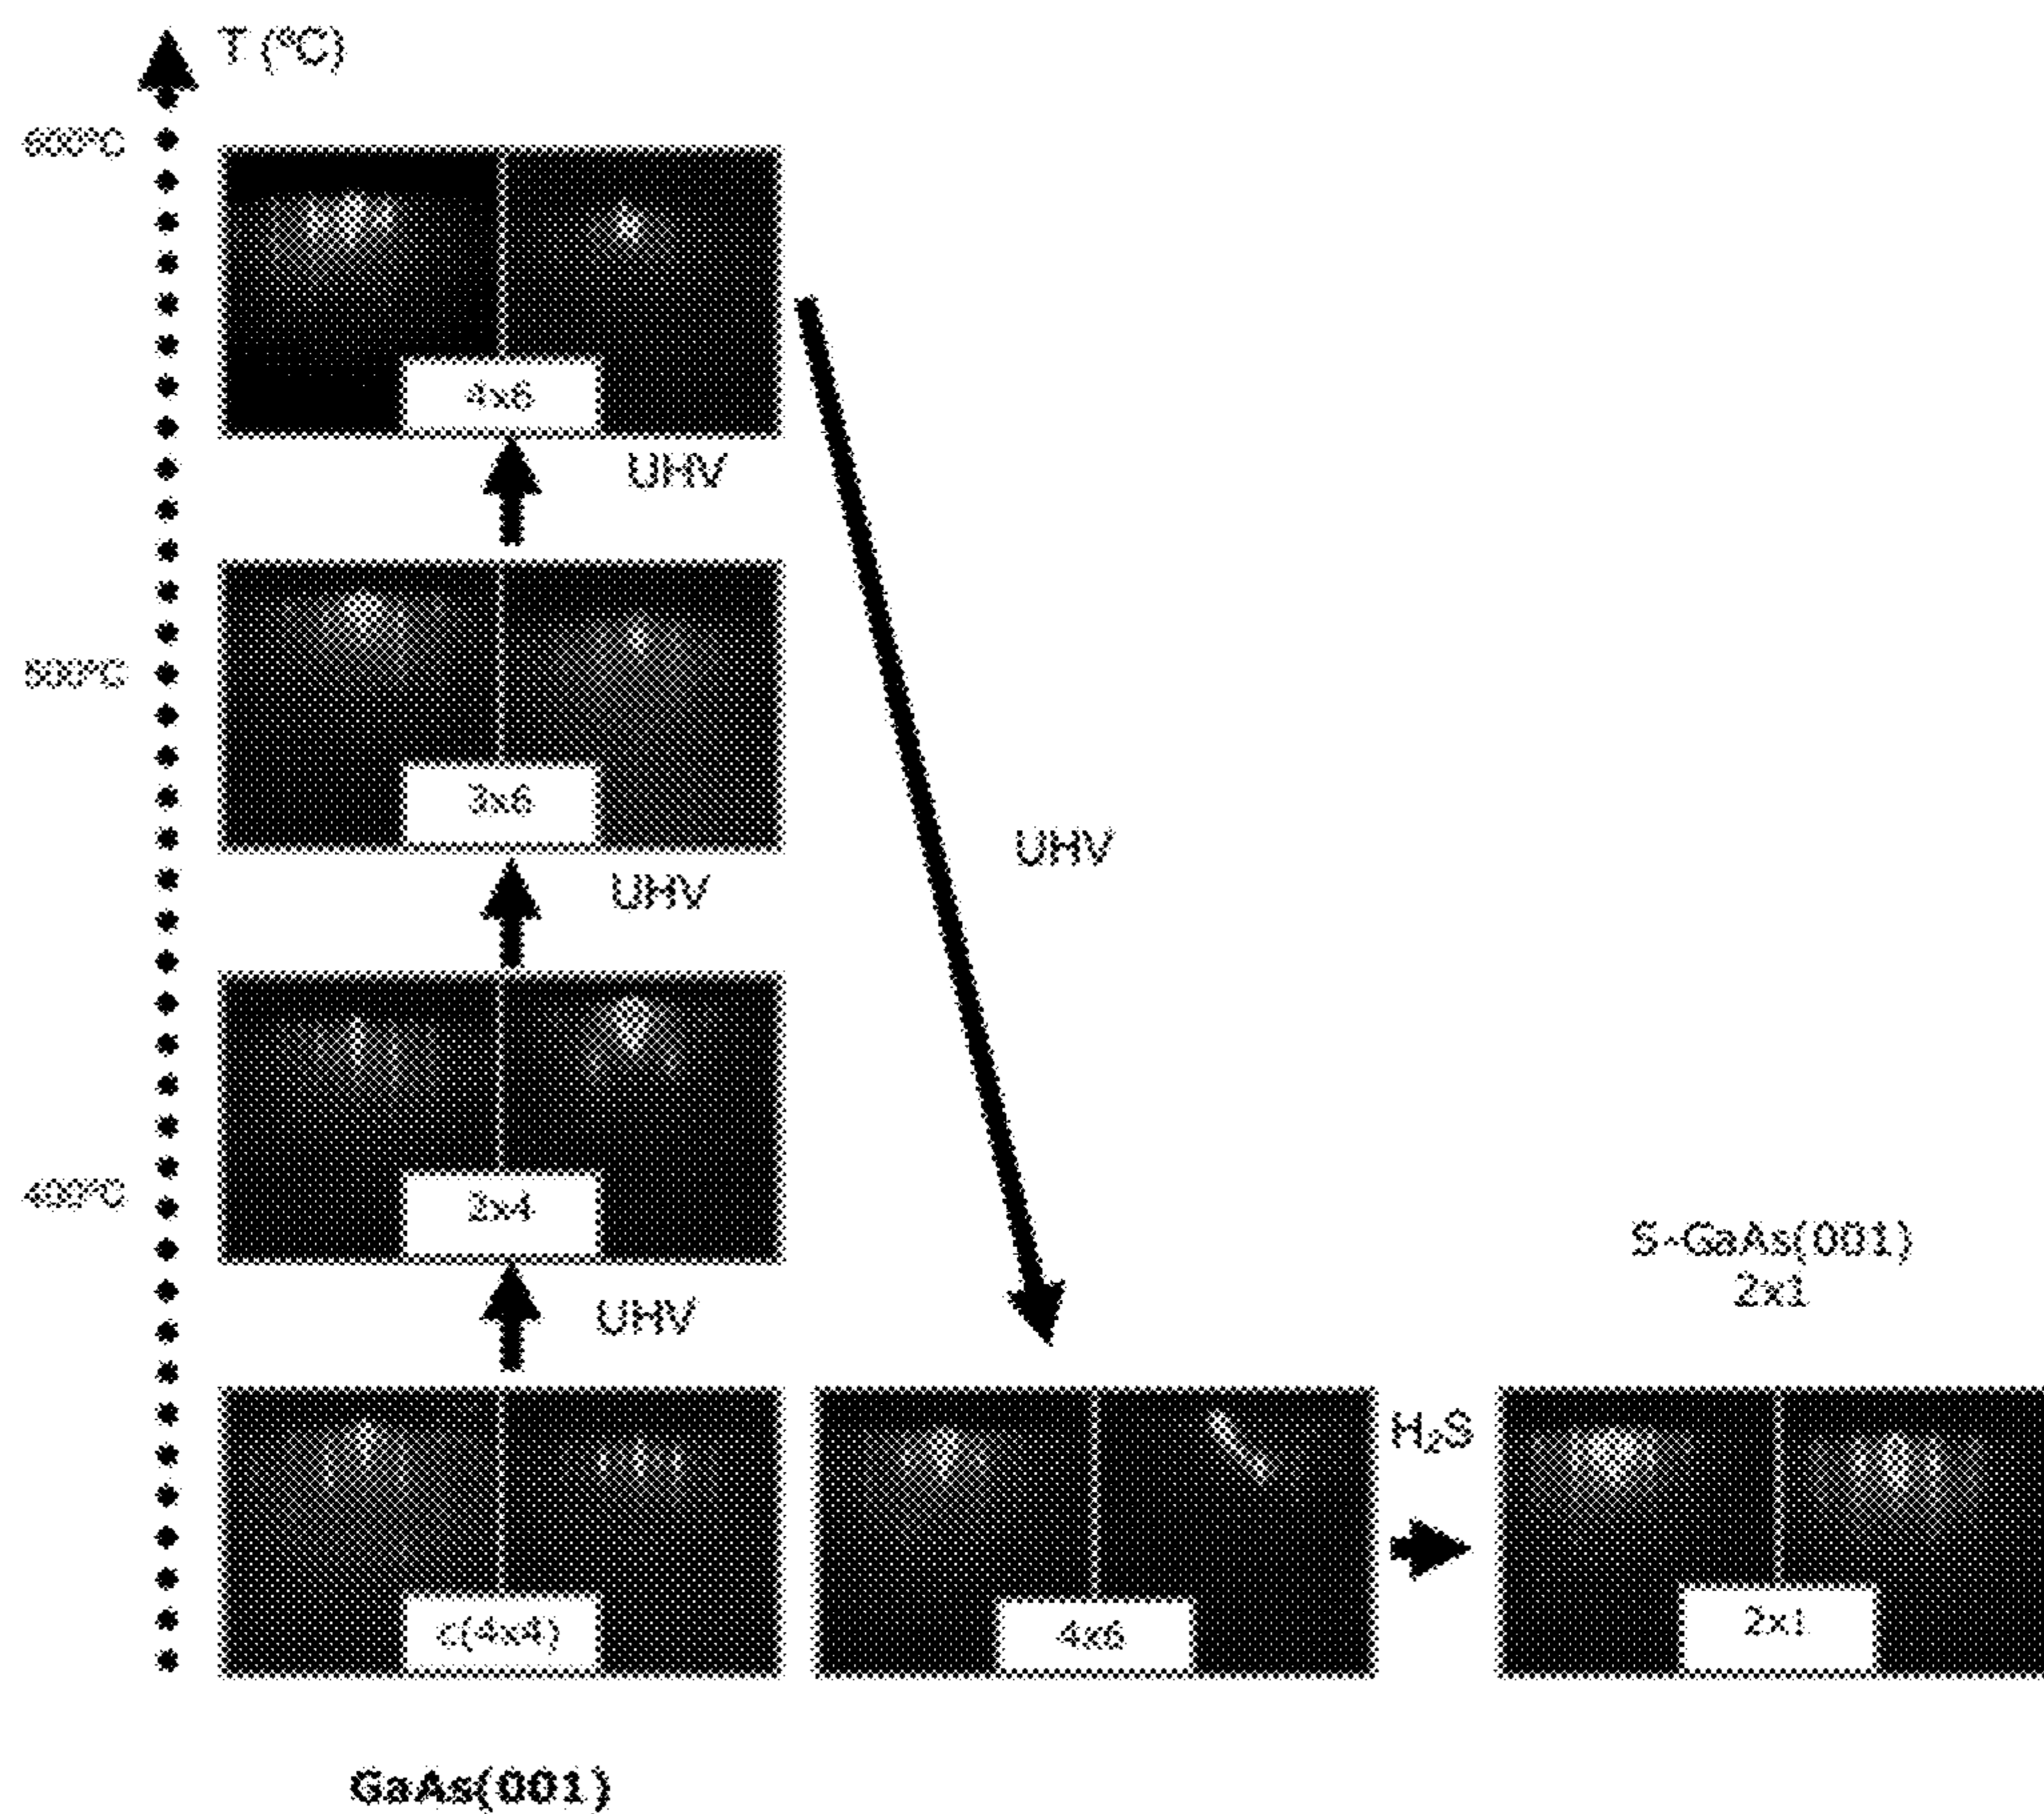 T (°C)
600°C
4x6
UHV
500°C
3x6
UHV
UHV
2x4
400°C
S-GaAs(001)
2x1
UHV
H₂S
c(4x4)
4x6
2x1
GaAs(001)